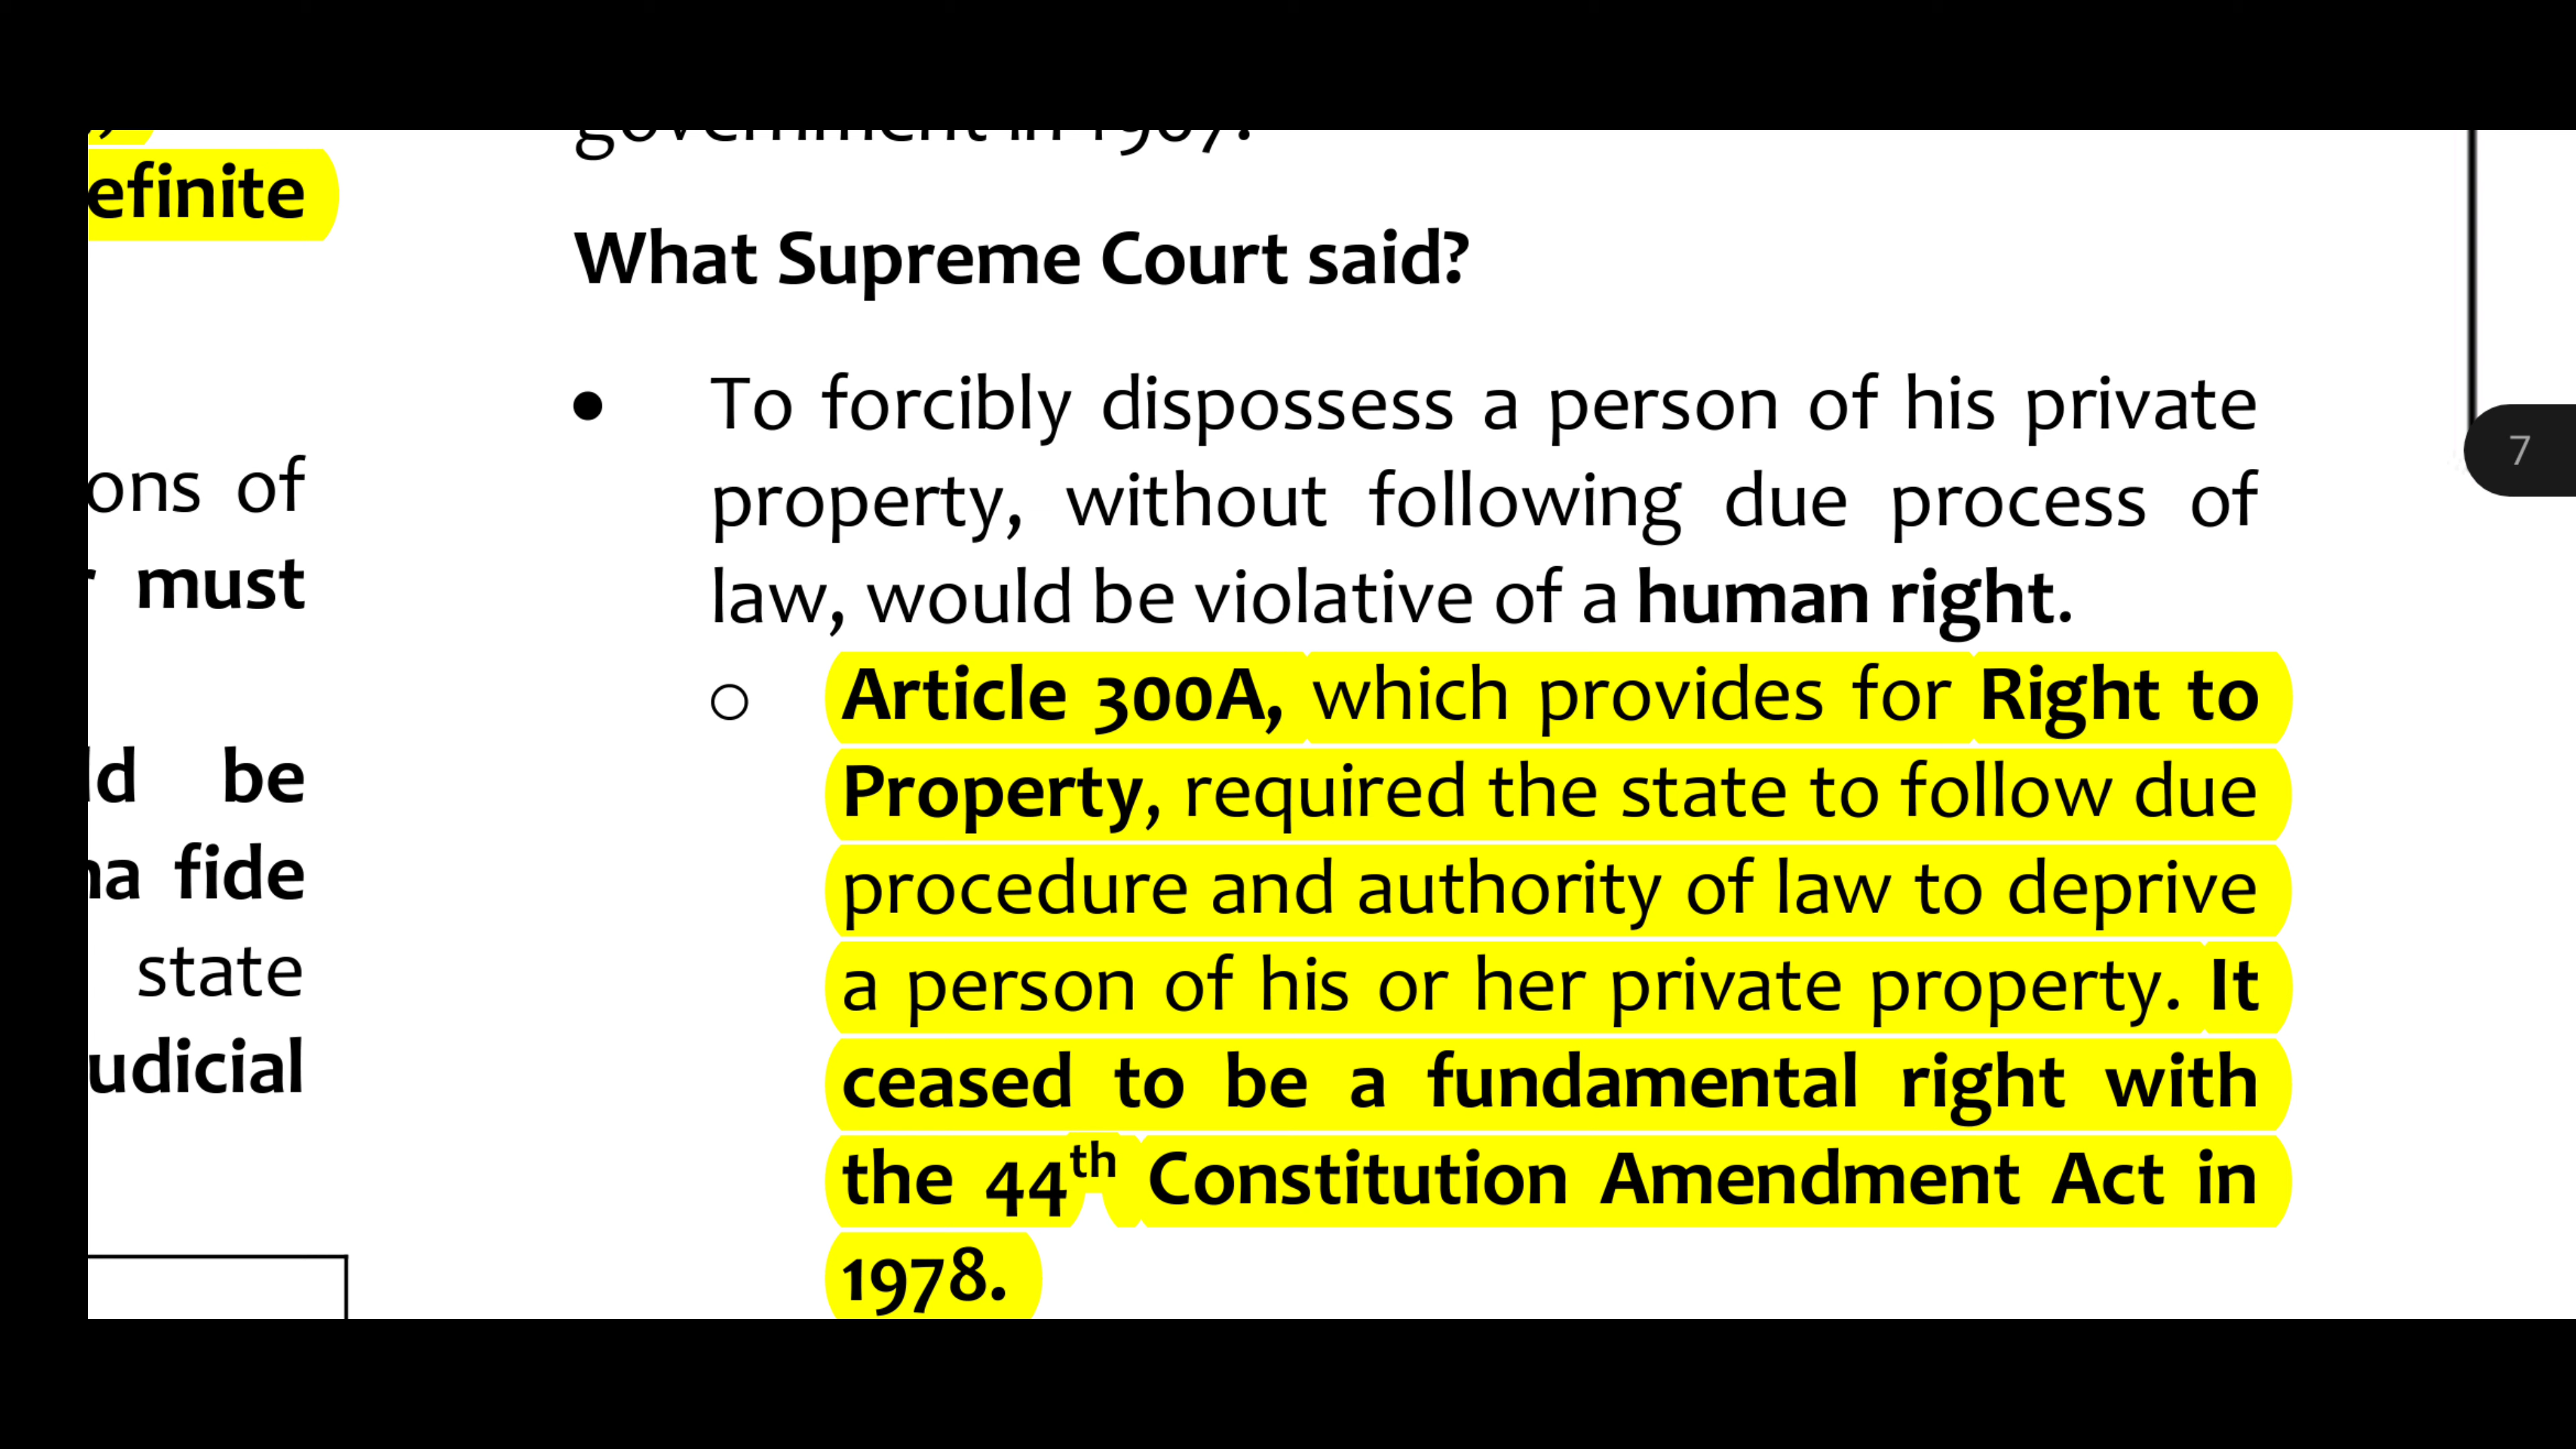 efinite
ons of
must
be
fide
state
udicial
government in 1967.
What Supreme Court said?
• To forcibly dispossess a person of his private
property, without following due process of
law, would be violative of a human right.
○ Article 300A, which provides for Right to
Property, required the state to follow due
procedure and authority of law to deprive
a person of his or her private property. It
ceased to be a fundamental right with
the 44th Constitution Amendment Act in
1978.
7